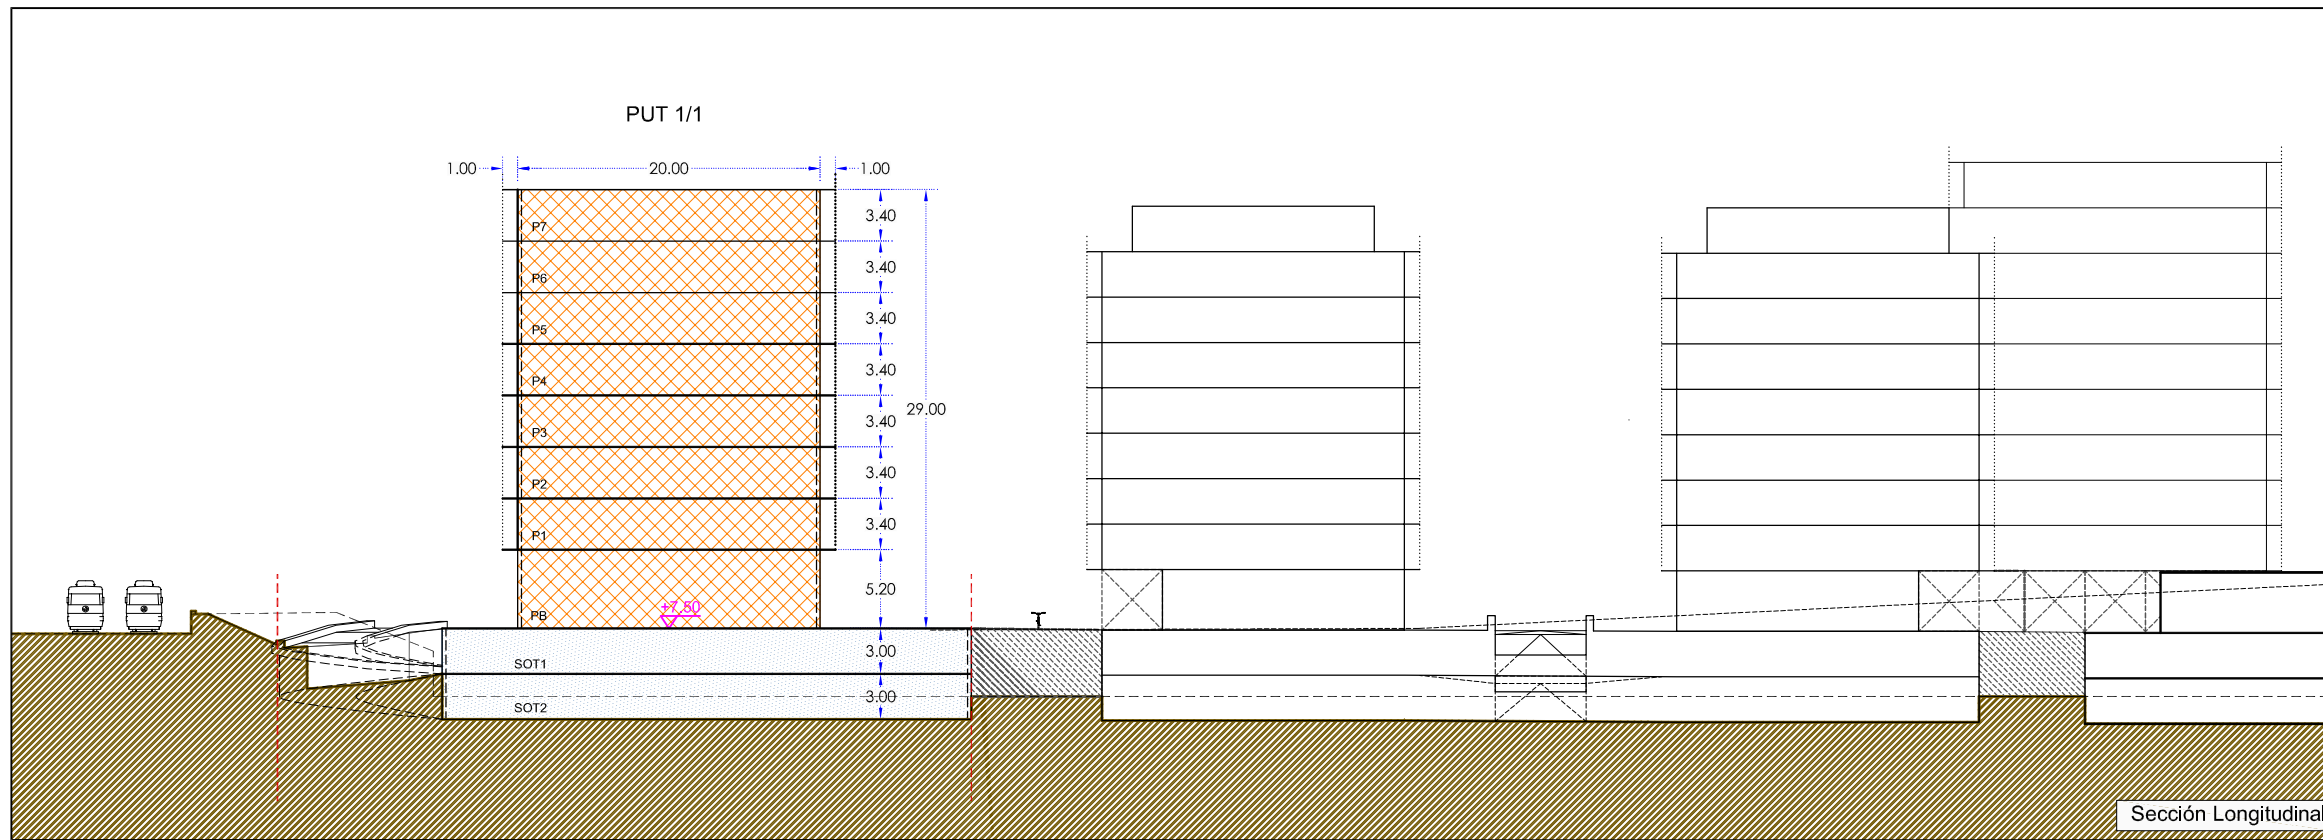 PUT 1/1
1.00
20.00
1.00
P7
3.40
P6
3.40
P5
3.40
P4
3.40
29.00
P3
3.40
P2
3.40
P1
3.40
5.20
+7.50
PB
3.00
SOT1
3.00
SOT2
Sección Longitudinal